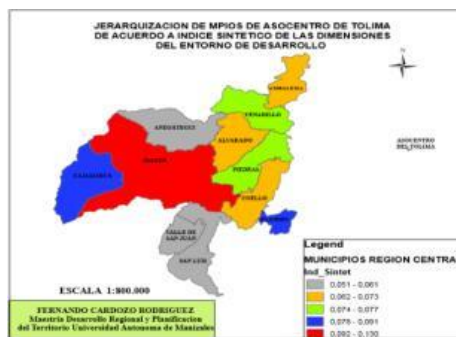 JERARQUIZACION DE MPIOS DE ASOCENTRO DE TOLIMA
DE ACUERDO A INDICE SINTETICO DE LAS DIMENSIONES
DEL ENTORNO DE DESARROLLO
N
VENADILLO
ANZOATEGUI
ALVARADO
ASOCENTRO
DEL TOLIMA
CAJAMARCA
PIEDRAS
COELLO
VALLE DE
SAN JUAN
SAN LUIS
ESCALA 1:800.000
FERNANDO CARDOZO RODRIGUEZ
Maestria Desarrollo Regional y Planificacion
del Territorio Universidad Autonoma de Manizales
Legend
MUNICIPIOS REGION CENTRA
Ind_Sintet
0,051 - 0,061
0,062 - 0,073
0,074 - 0,077
0,078 - 0,091
0,092 - 0,130